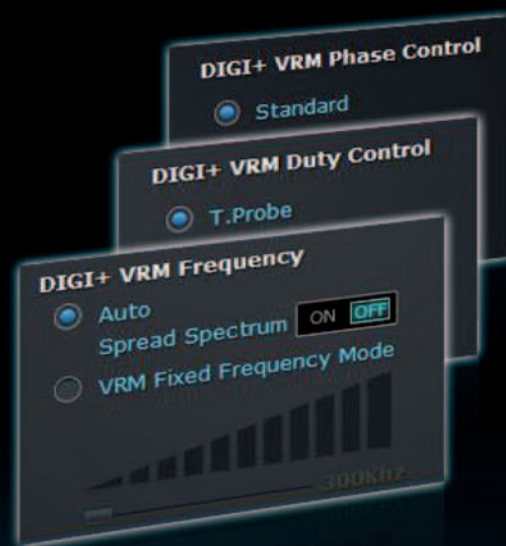 DIGI+ VRM Phase Control
Standard
DIGI+ VRM Duty Control
T.Probe
DIGI+ VRM Frequency
Auto
Spread Spectrum ON OFF
VRM Fixed Frequency Mode
300Khz